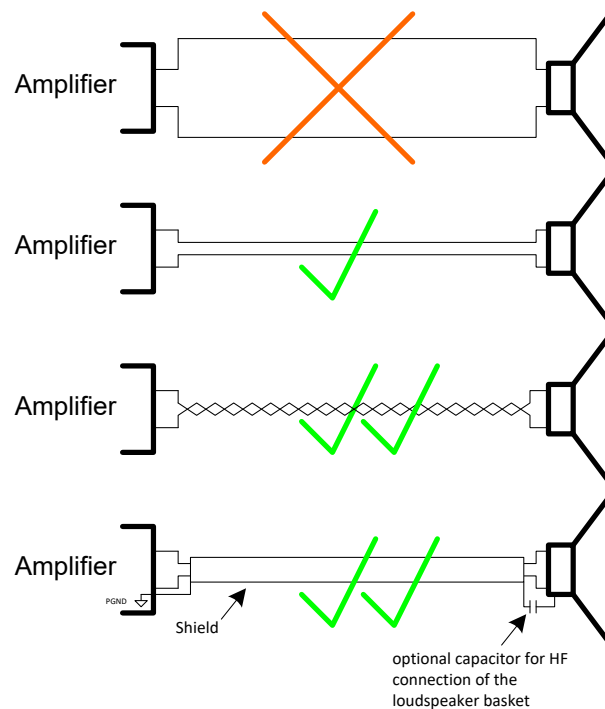 Amplifier
Amplifier
Amplifier
Amplifier
PGND
Shield
optional capacitor for HF
connection of the
loudspeaker basket